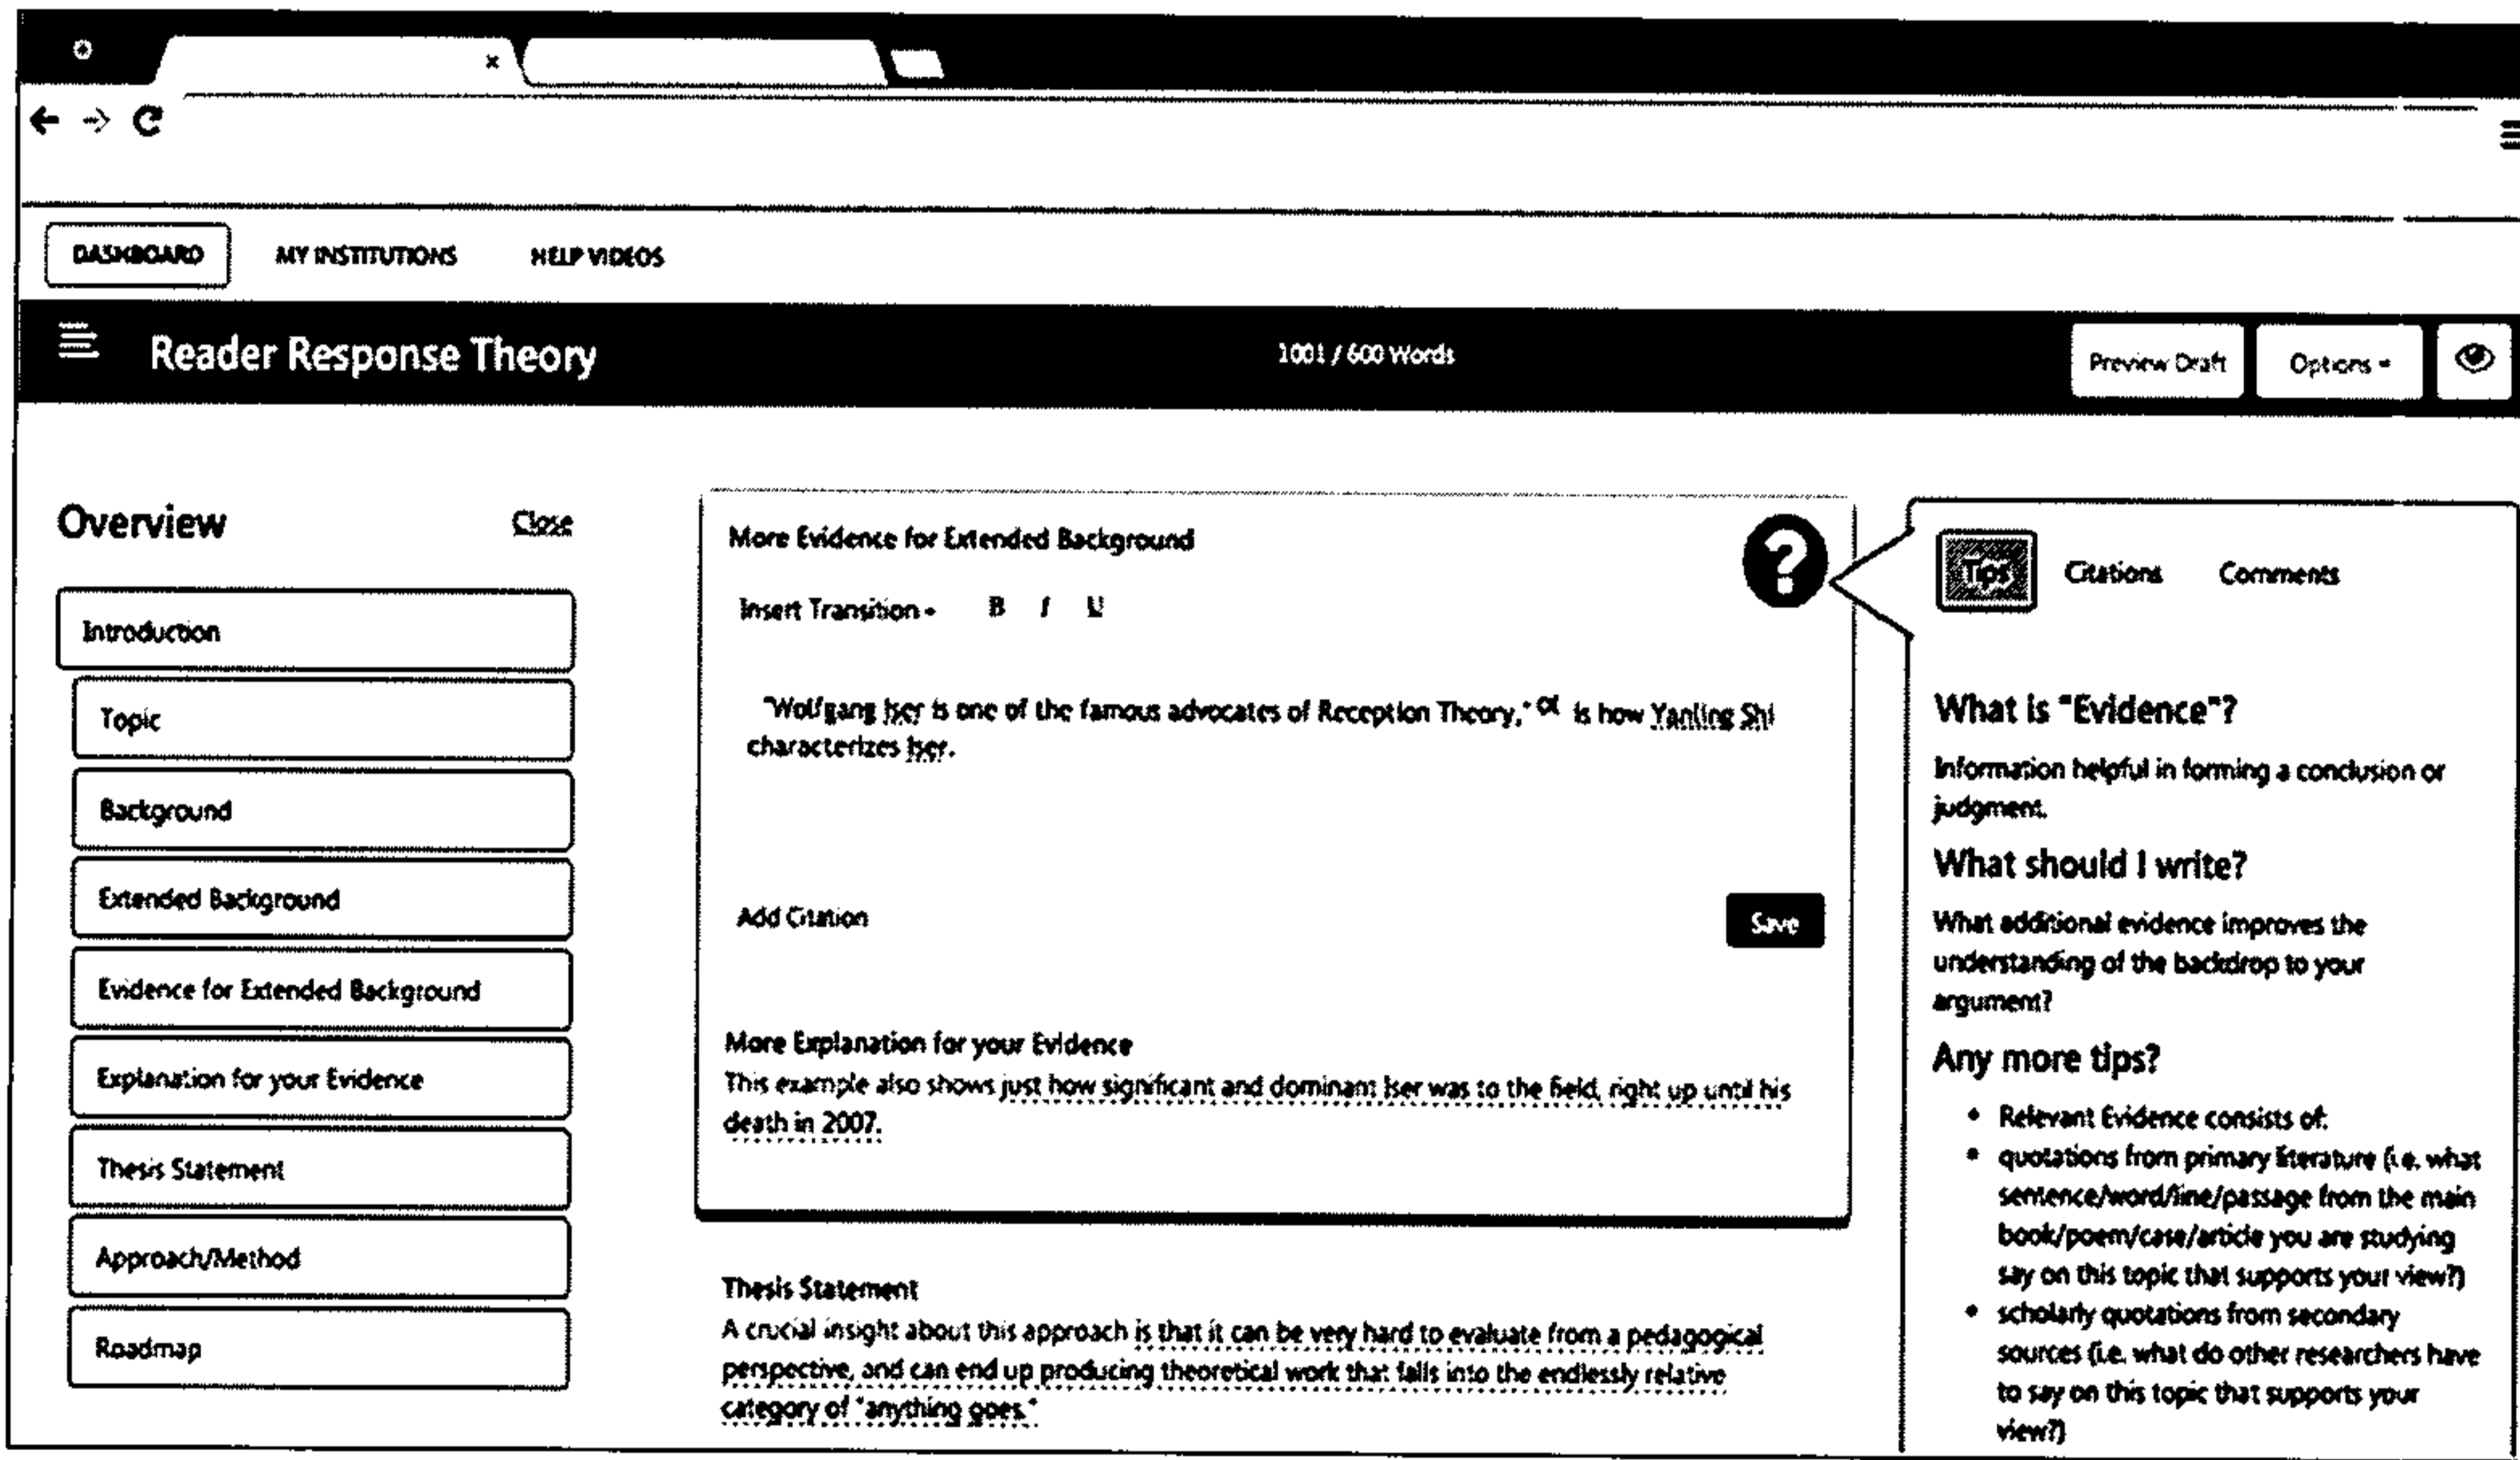 DASHBOARD MY INSTITUTIONS HELP VIDEOS
Reader Response Theory 1001 / 600 Words Preview Draft Options
Overview Close
Introduction
Topic
Background
Extended Background
Evidence for Extended Background
Explanation for your Evidence
Thesis Statement
Approach/Method
Roadmap
More Evidence for Extended Background
?
Insert Transition B I U
"Wolfgang Iser is one of the famous advocates of Reception Theory," is how Yanling Shi
characterizes Iser.
Add Citation Save
More Explanation for your Evidence
This example also shows just how significant and dominant Iser was to the field, right up until his
death in 2007.
Thesis Statement
A crucial insight about this approach is that it can be very hard to evaluate from a pedagogical
perspective, and can end up producing theoretical work that falls into the endlessly relative
category of "anything goes."
Tips Citations Comments
What is "Evidence"?
Information helpful in forming a conclusion or
judgment.
What should I write?
What additional evidence improves the
understanding of the backdrop to your
argument?
Any more tips?
• Relevant Evidence consists of:
• quotations from primary literature (i.e. what
sentence/word/line/passage from the main
book/poem/case/article you are studying
say on this topic that supports your view?)
• scholarly quotations from secondary
sources (i.e. what do other researchers have
to say on this topic that supports your
view?)